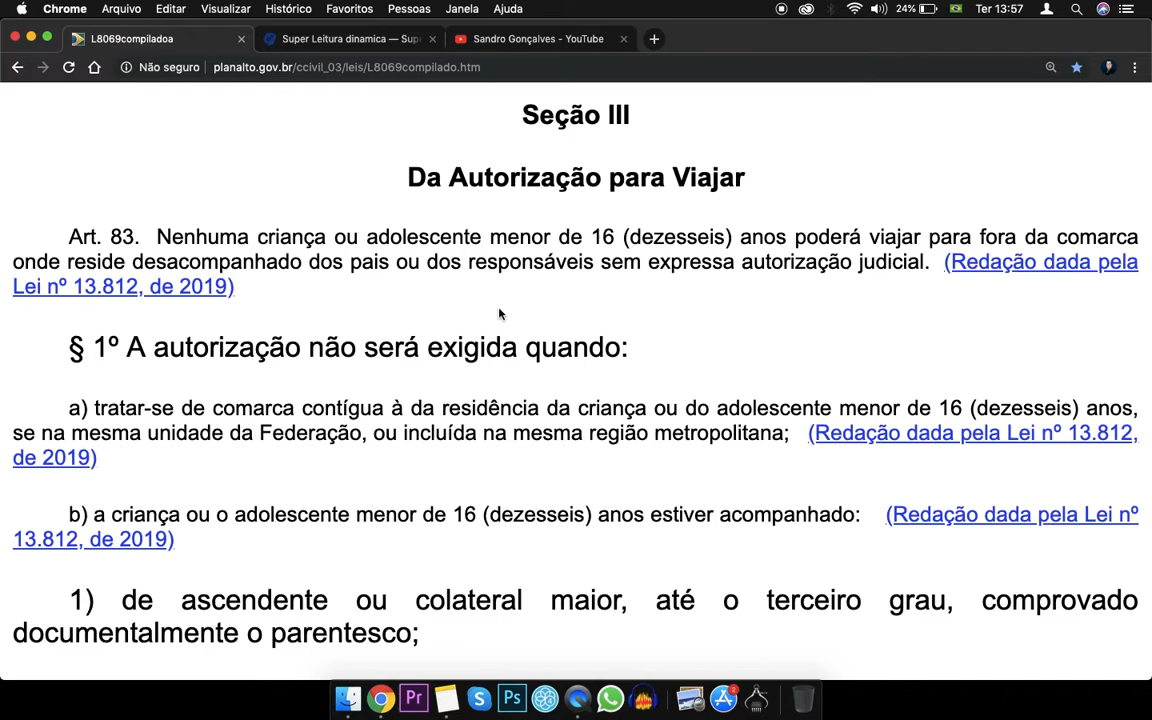 Chrome Arquivo Editar Visualizar Histórico Favoritos Pessoas Janela Ajuda 24% Ter 13:57
L8069compiladoa Super Leitura dinamica — Sup Sandro Gonçalves - YouTube
Não seguro planalto.gov.br/ccivil_03/leis/L8069compilado.htm
Seção III
Da Autorização para Viajar
Art. 83. Nenhuma criança ou adolescente menor de 16 (dezesseis) anos poderá viajar para fora da comarca
onde reside desacompanhado dos pais ou dos responsáveis sem expressa autorização judicial. (Redação dada pela
Lei nº 13.812, de 2019)
§ 1º A autorização não será exigida quando:
a) tratar-se de comarca contígua à da residência da criança ou do adolescente menor de 16 (dezesseis) anos,
se na mesma unidade da Federação, ou incluída na mesma região metropolitana; (Redação dada pela Lei nº 13.812,
de 2019)
b) a criança ou o adolescente menor de 16 (dezesseis) anos estiver acompanhado: (Redação dada pela Lei nº
13.812, de 2019)
1) de ascendente ou colateral maior, até o terceiro grau, comprovado
documentalmente o parentesco;
Pr Ps 2